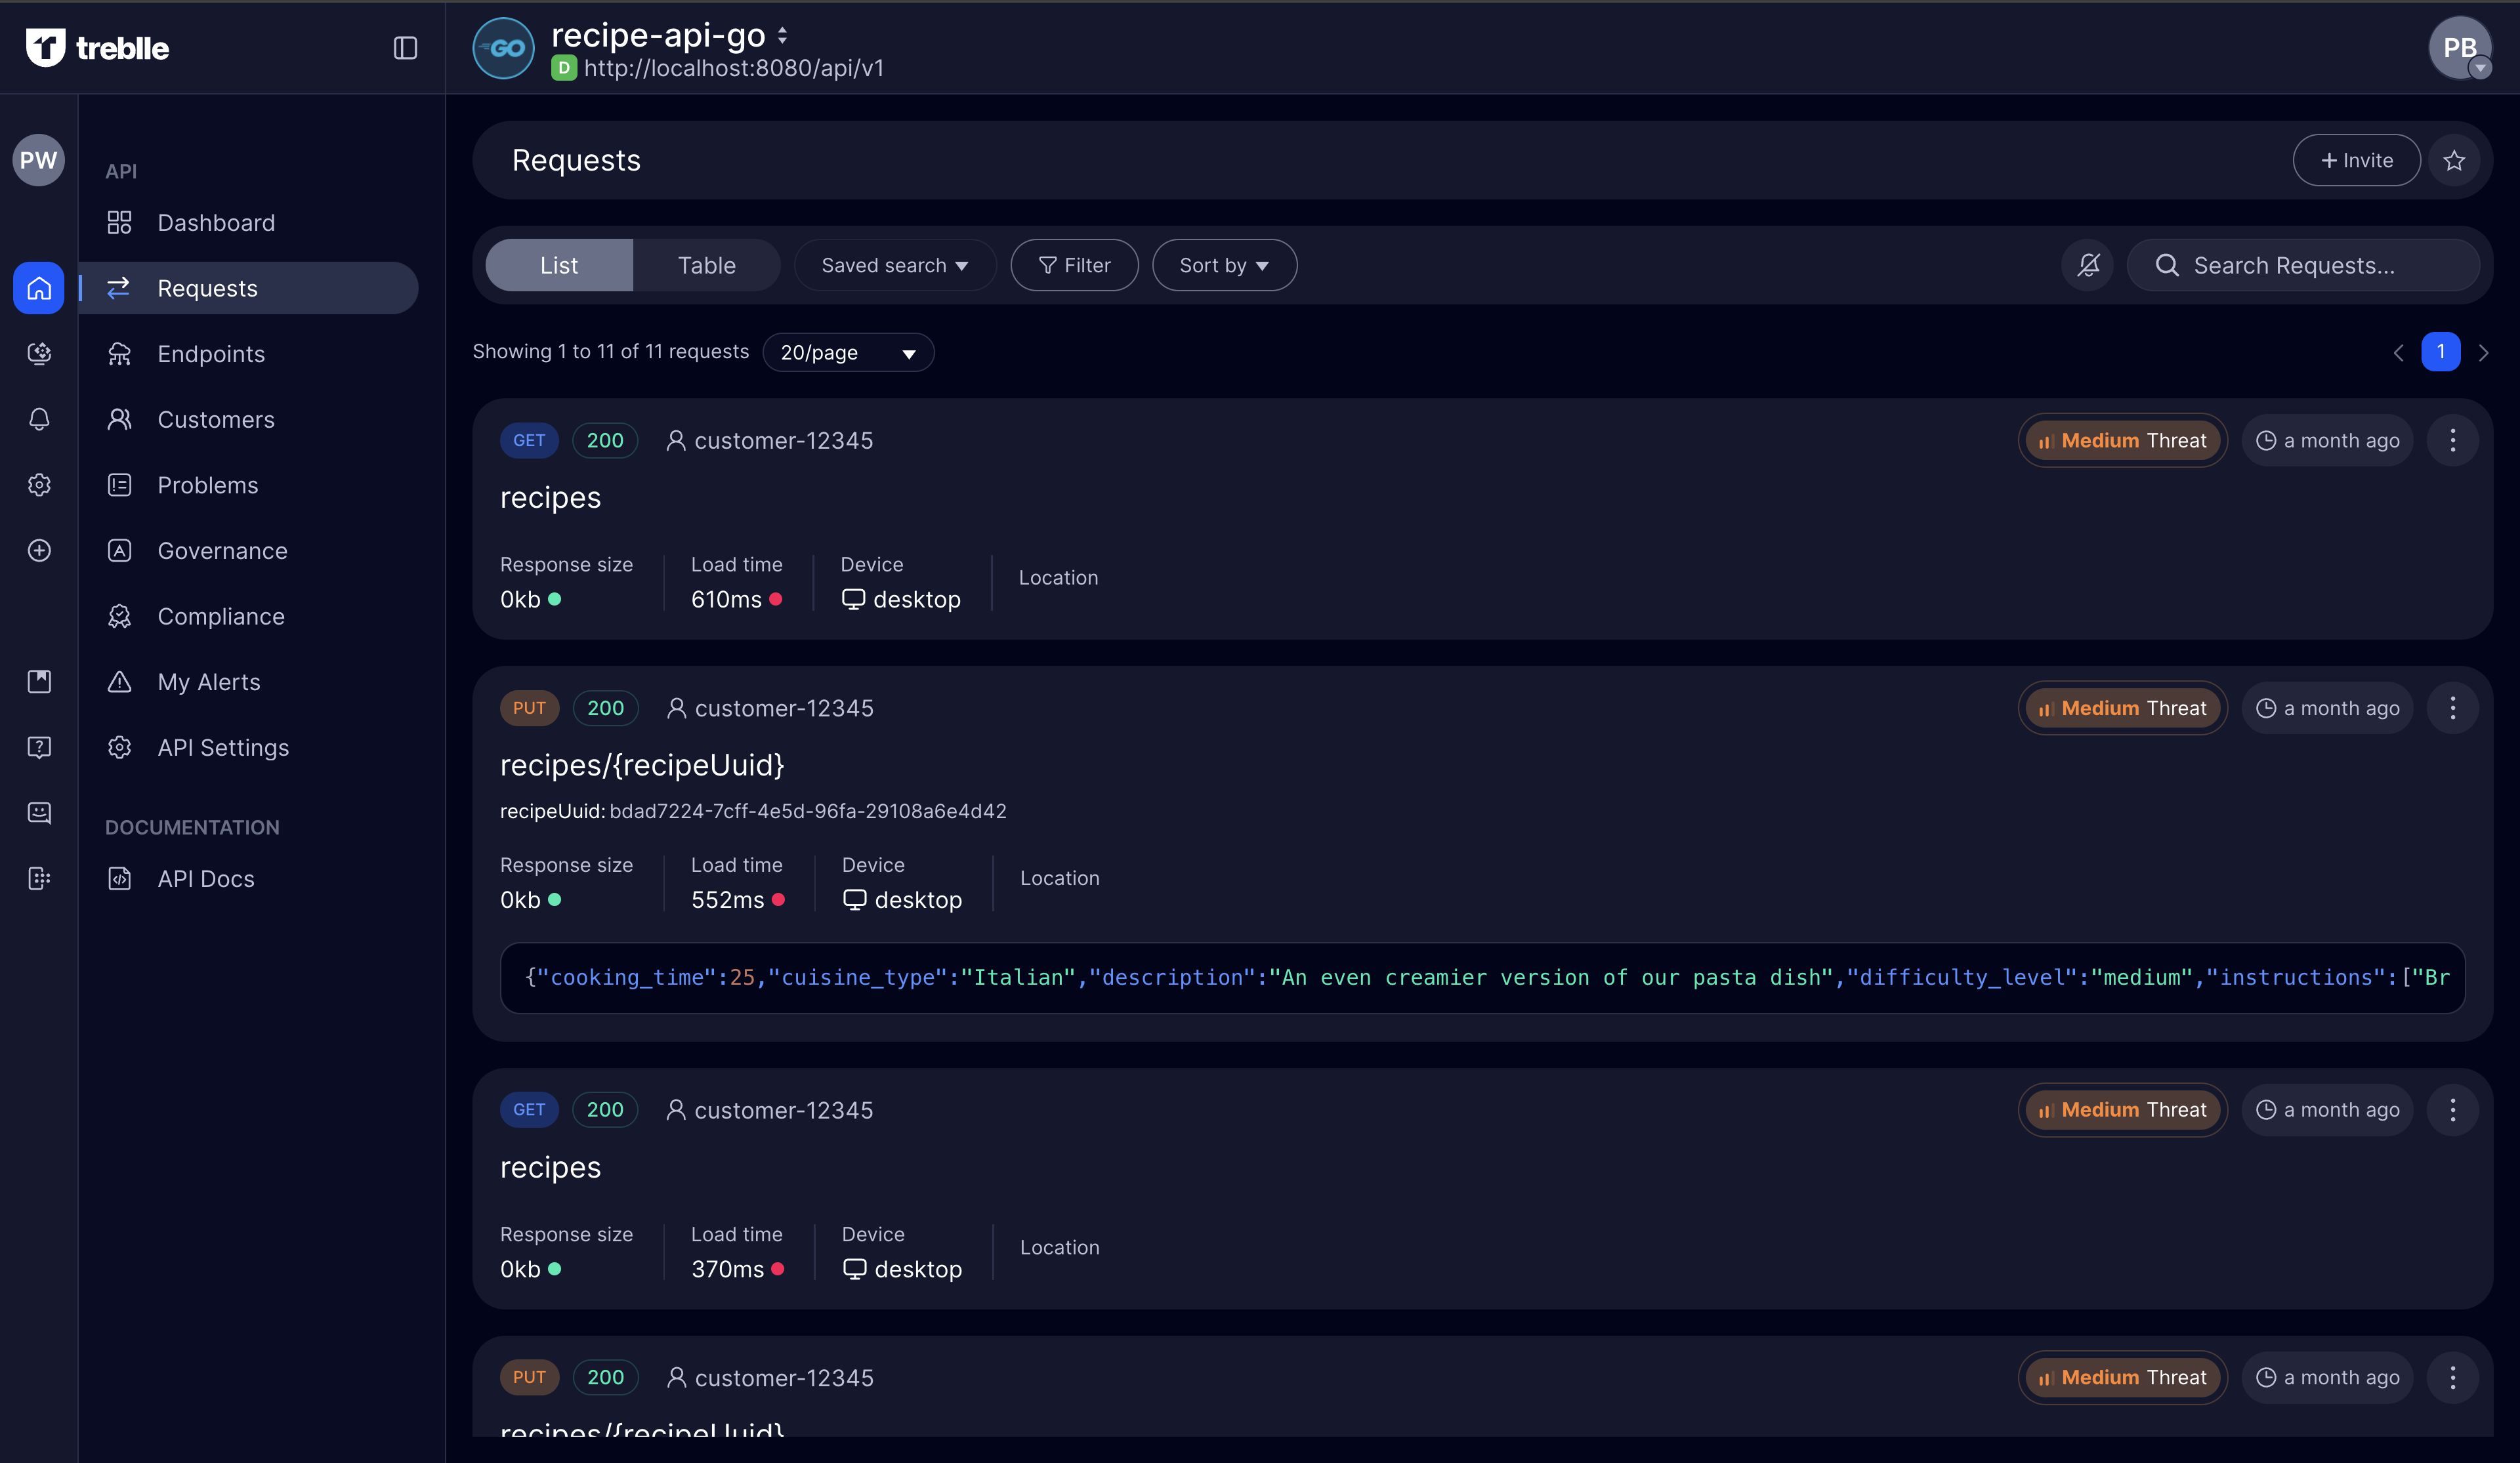 treblle
GO
recipe-api-go
D http://localhost:8080/api/v1
PB
PW
API
Dashboard
Requests
Endpoints
Customers
Problems
Governance
Compliance
My Alerts
API Settings
DOCUMENTATION
API Docs
Requests
+ Invite
List
Table
Saved search
Filter
Sort by
Search Requests...
Showing 1 to 11 of 11 requests
20/page
1
GET 200 customer-12345
Medium Threat
a month ago
recipes
Response size
0kb
Load time
610ms
Device
desktop
Location
PUT 200 customer-12345
Medium Threat
a month ago
recipes/{recipeUuid}
recipeUuid: bdad7224-7cff-4e5d-96fa-29108a6e4d42
Response size
0kb
Load time
552ms
Device
desktop
Location
{"cooking_time":25,"cuisine_type":"Italian","description":"An even creamier version of our pasta dish","difficulty_level":"medium","instructions":["Br
GET 200 customer-12345
Medium Threat
a month ago
recipes
Response size
0kb
Load time
370ms
Device
desktop
Location
PUT 200 customer-12345
Medium Threat
a month ago
recipes/{recipeUuid}